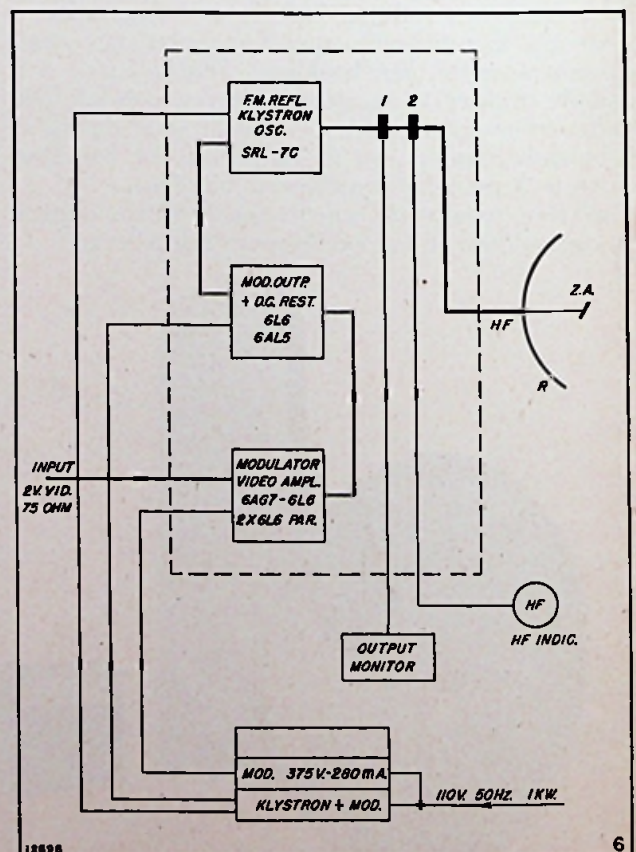 F.M. REFL.
KLYSTRON
OSC.
SRL-7C
1 2
MOD. OUTP.
+ D.C. REST.
6L6
6AL5
Z.A.
HF
R
INPUT
2V. VID.
75 OHM
MODULATOR
VIDEO AMPL.
6AG7-6L6
2X6L6 PAR.
HF
HF INDIC.
OUTPUT
MONITOR
MOD. 375V.-280mA.
KLYSTRON + MOD.
110V. 50Hz. 1KW.
12696
6